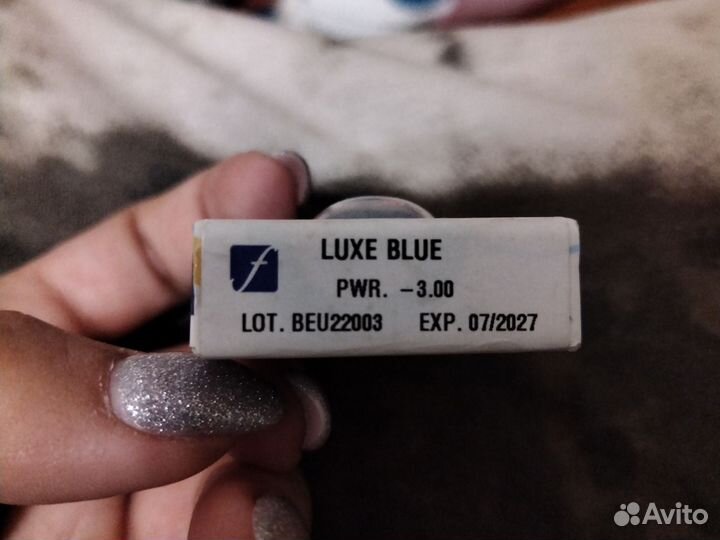 f
LUXE BLUE
PWR. -3.00
LOT. BEU22003 EXP. 07/2027
Avito